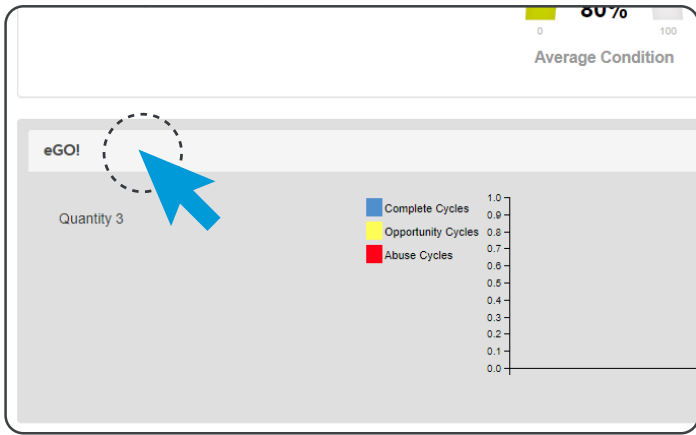 80%
0
100
Average Condition
eGO!
Quantity 3
Complete Cycles
Opportunity Cycles
Abuse Cycles
1.0
0.9
0.8
0.7
0.6
0.5
0.4
0.3
0.2
0.1
0.0